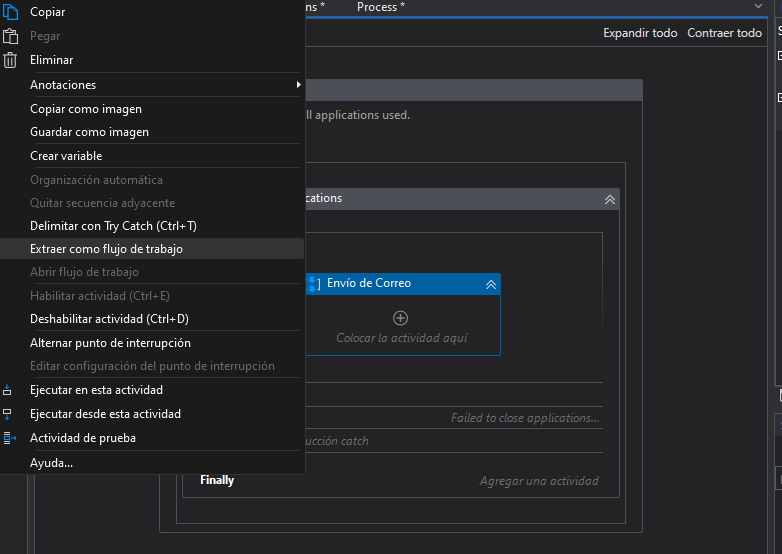 Copiar
Pegar
Eliminar
Anotaciones
Copiar como imagen
Guardar como imagen
Crear variable
Organización automática
Quitar secuencia adyacente
Delimitar con Try Catch (Ctrl+T)
Extraer como flujo de trabajo
Abrir flujo de trabajo
Habilitar actividad (Ctrl+E)
Deshabilitar actividad (Ctrl+D)
Alternar punto de interrupción
Editar configuración del punto de interrupción
Ejecutar en esta actividad
Ejecutar desde esta actividad
Actividad de prueba
Ayuda...
ns * Process *
Expandir todo Contraer todo
ll applications used.
cations
Envío de Correo
Colocar la actividad aquí
Failed to close applications...
ucción catch
Finally Agregar una actividad